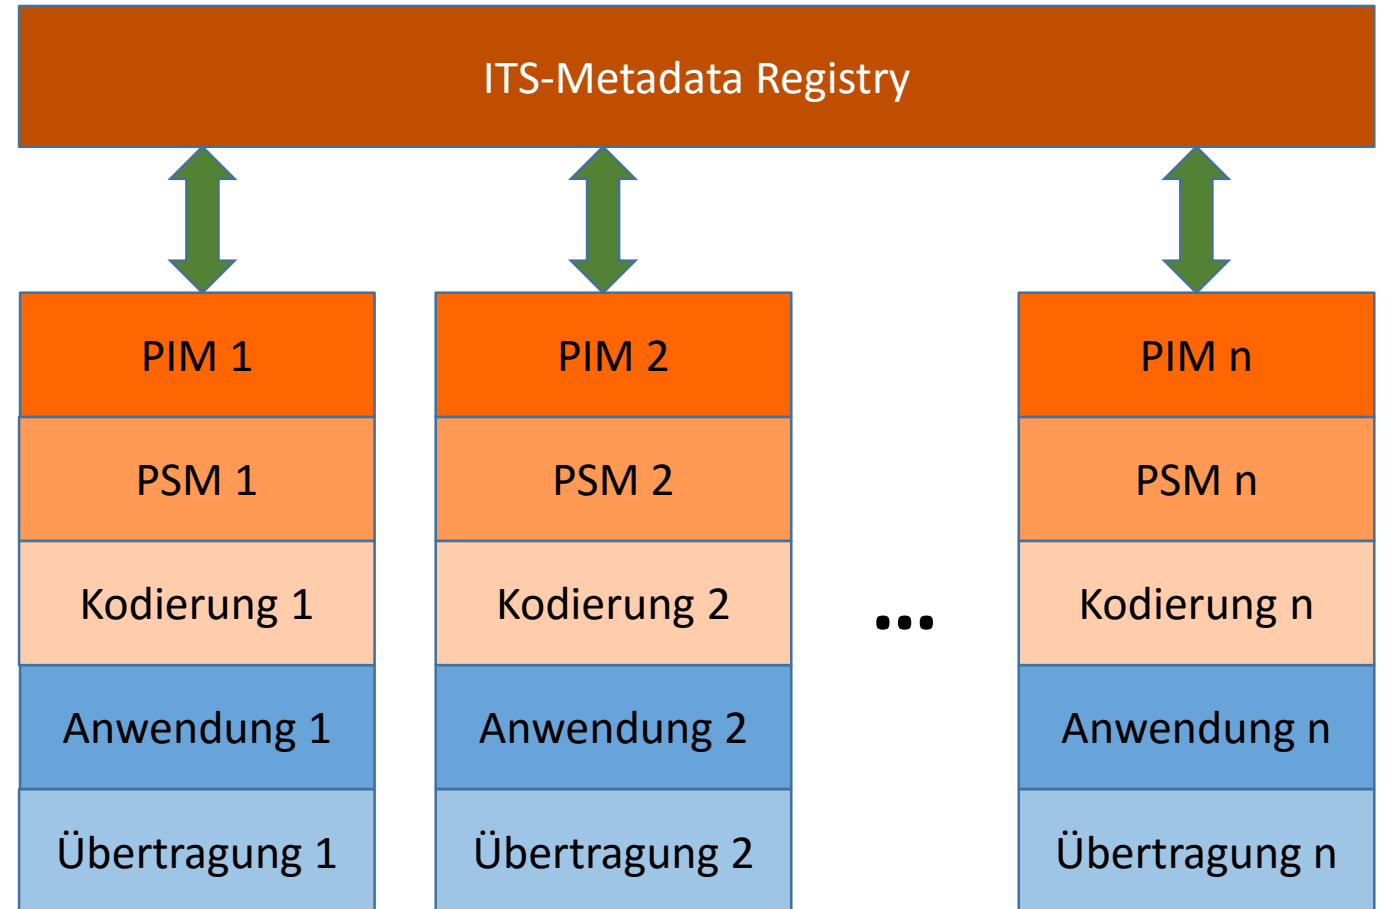 ITS-Metadata Registry
PIM 1
PIM 2
PIM n
PSM 1
PSM 2
PSM n
Kodierung 1
Kodierung 2
...
Kodierung n
Anwendung 1
Anwendung 2
Anwendung n
Übertragung 1
Übertragung 2
Übertragung n